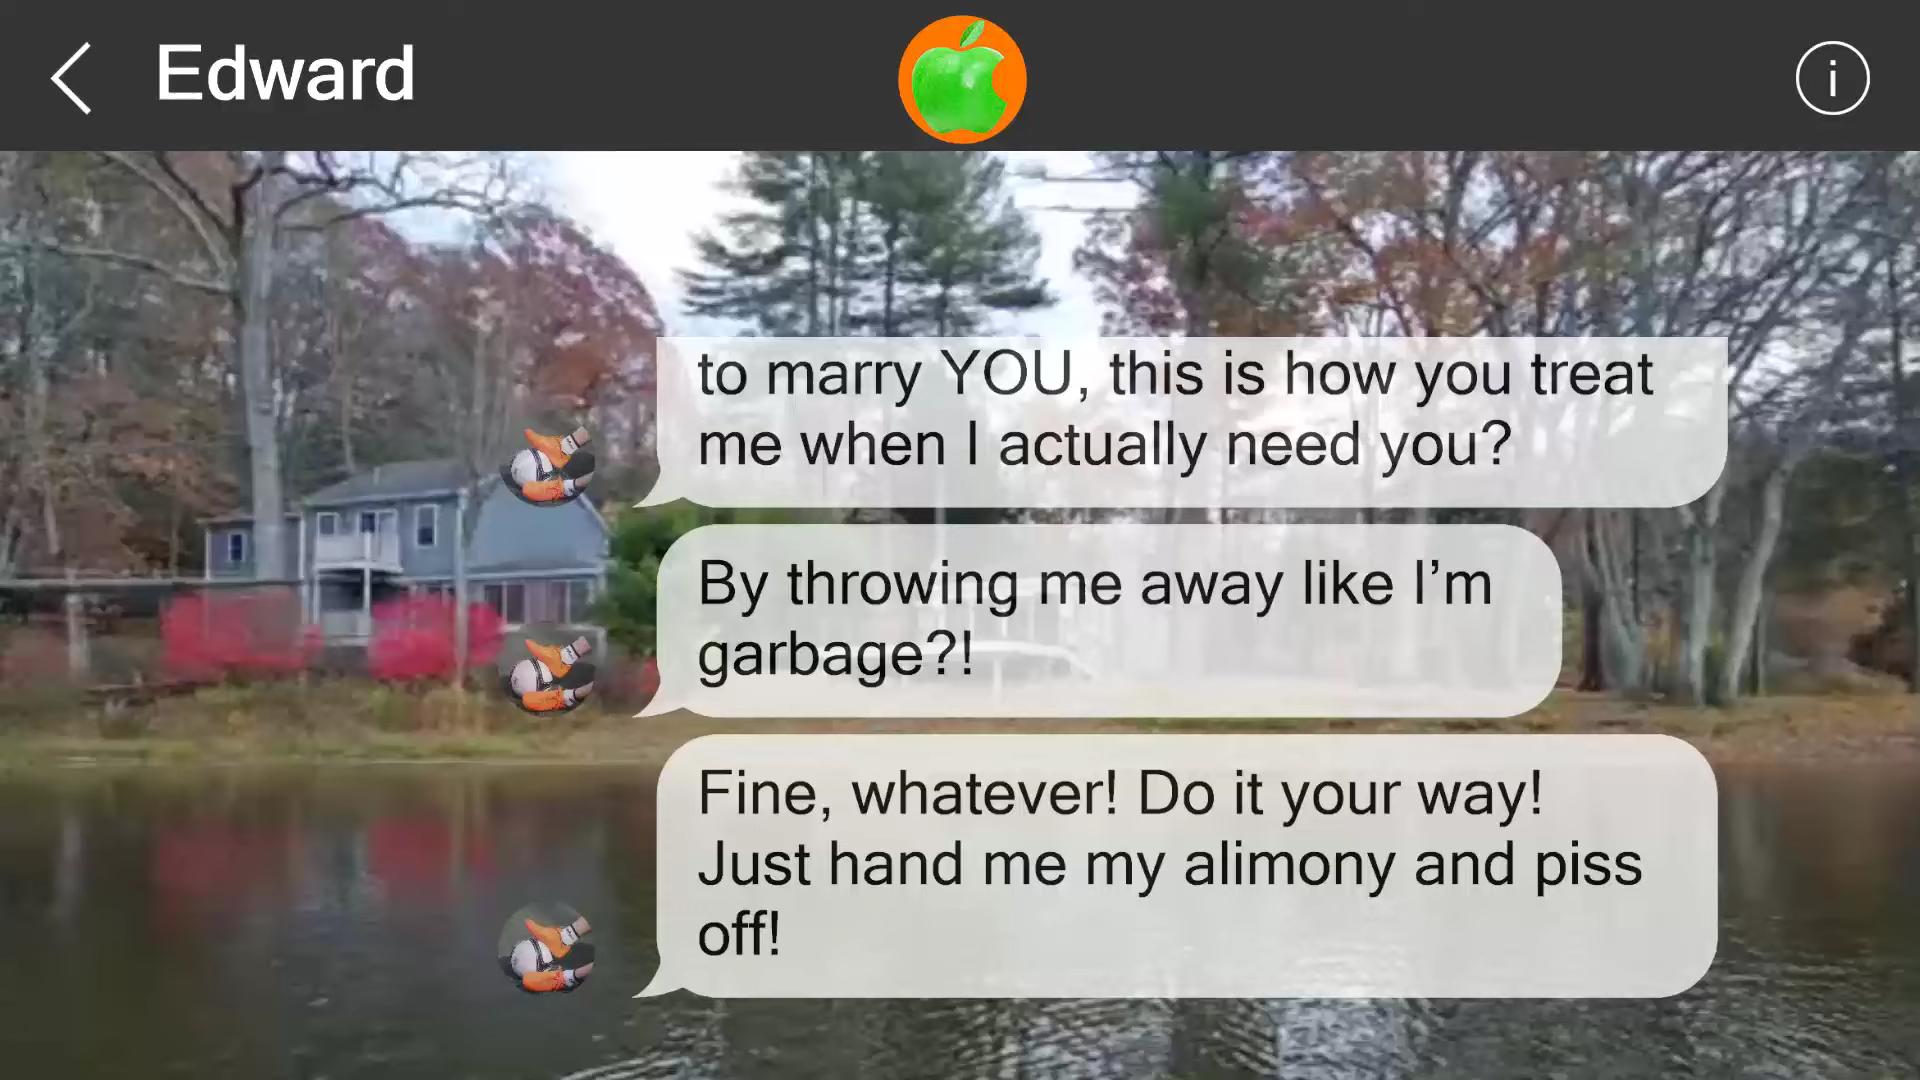 Edward
i
to marry YOU, this is how you treat
me when I actually need you?
By throwing me away like I’m
garbage?!
Fine, whatever! Do it your way!
Just hand me my alimony and piss
off!